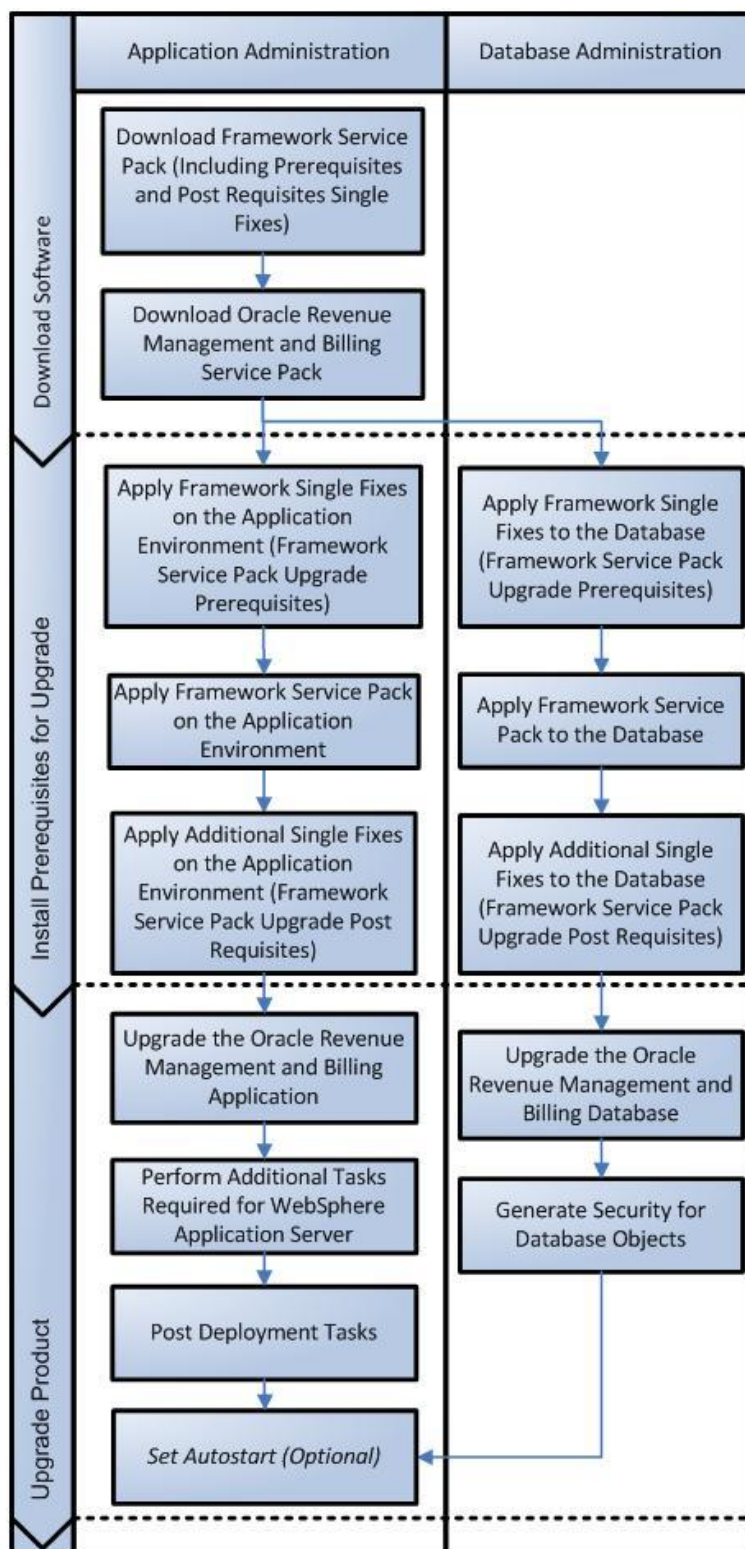 Application Administration
Database Administration
Download Software
Download Framework Service
Pack (Including Prerequisites
and Post Requisites Single
Fixes)
Download Oracle Revenue
Management and Billing
Service Pack
Install Prerequisites for Upgrade
Apply Framework Single Fixes
on the Application
Environment (Framework
Service Pack Upgrade
Prerequisites)
Apply Framework Single
Fixes to the Database
(Framework Service Pack
Upgrade Prerequisites)
Apply Framework Service Pack
on the Application
Environment
Apply Framework Service
Pack to the Database
Apply Additional Single Fixes
on the Application
Environment (Framework
Service Pack Upgrade Post
Requisites)
Apply Additional Single
Fixes to the Database
(Framework Service Pack
Upgrade Post Requisites)
Upgrade Product
Upgrade the Oracle Revenue
Management and Billing
Application
Upgrade the Oracle
Revenue Management and
Billing Database
Perform Additional Tasks
Required for WebSphere
Application Server
Generate Security for
Database Objects
Post Deployment Tasks
Set Autostart (Optional)